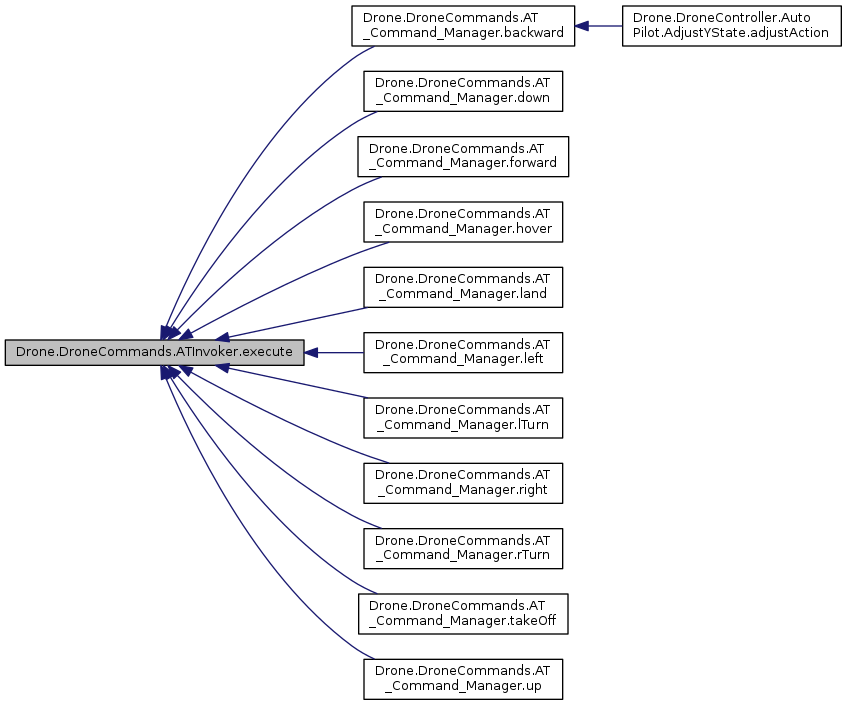 Drone.DroneCommands.AT
_Command_Manager.backward
Drone.DroneController.Auto
Pilot.AdjustYState.adjustAction
Drone.DroneCommands.AT
_Command_Manager.down
Drone.DroneCommands.AT
_Command_Manager.forward
Drone.DroneCommands.AT
_Command_Manager.hover
Drone.DroneCommands.AT
_Command_Manager.land
Drone.DroneCommands.ATInvoker.execute
Drone.DroneCommands.AT
_Command_Manager.left
Drone.DroneCommands.AT
_Command_Manager.lTurn
Drone.DroneCommands.AT
_Command_Manager.right
Drone.DroneCommands.AT
_Command_Manager.rTurn
Drone.DroneCommands.AT
_Command_Manager.takeOff
Drone.DroneCommands.AT
_Command_Manager.up